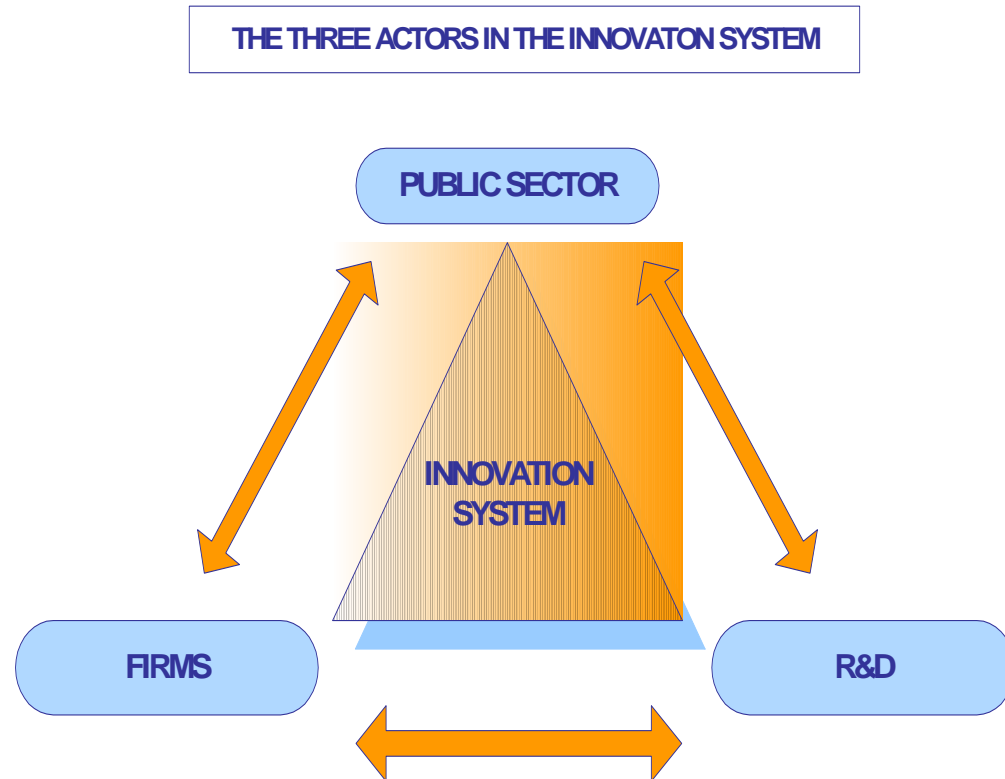 THE THREE ACTORS IN THE INNOVATON SYSTEM
PUBLIC SECTOR
INNOVATION
SYSTEM
FIRMS
R&D